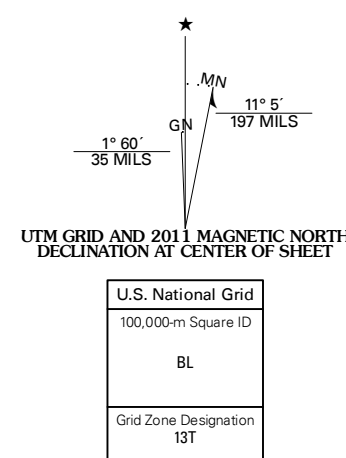 ★
MN
GN
11° 5´
197 MILS
1° 60´
35 MILS
UTM GRID AND 2011 MAGNETIC NORTH
DECLINATION AT CENTER OF SHEET
U.S. National Grid
100,000-m Square ID
BL
Grid Zone Designation
13T